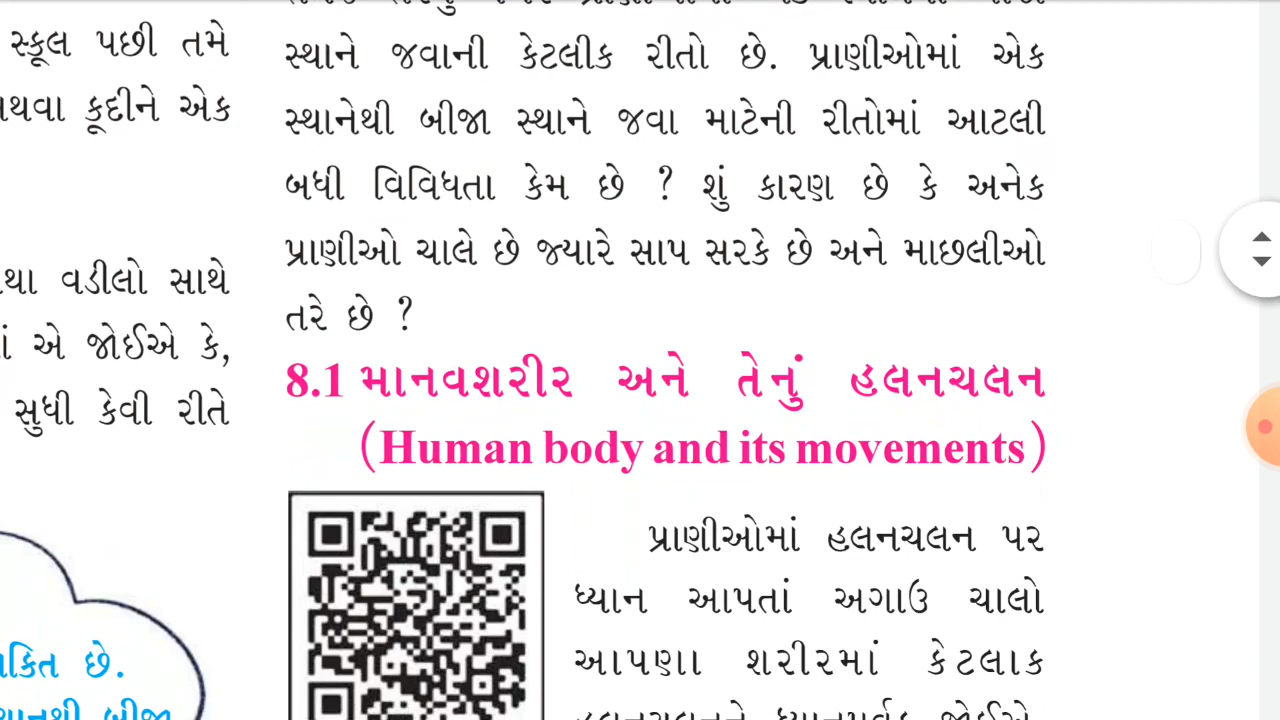 સ્કૂલ પછી તમે
કૂદીને એક
વડીલો સાથે
એ જોઈએ કે,
સુધી કેવી રીતે
છે.
બીજા
સ્થાને જવાની કેટલીક રીતો છે. પ્રાણીઓમાં એક
સ્થાનેથી બીજા સ્થાને જવા માટેની રીતોમાં આટલી
બધી વિવિધતા કેમ છે ? શું કારણ છે કે અનેક
પ્રાણીઓ ચાલે છે જ્યારે સાપ સરકે છે અને માછલીઓ
તરે છે ?
8.1 માનવશરીર અને તેનું હલનચલન
(Human body and its movements)
પ્રાણીઓમાં હલનચલન પર
ધ્યાન આપતાં અગાઉ ચાલો
આપણા શરીરમાં કેટલાક